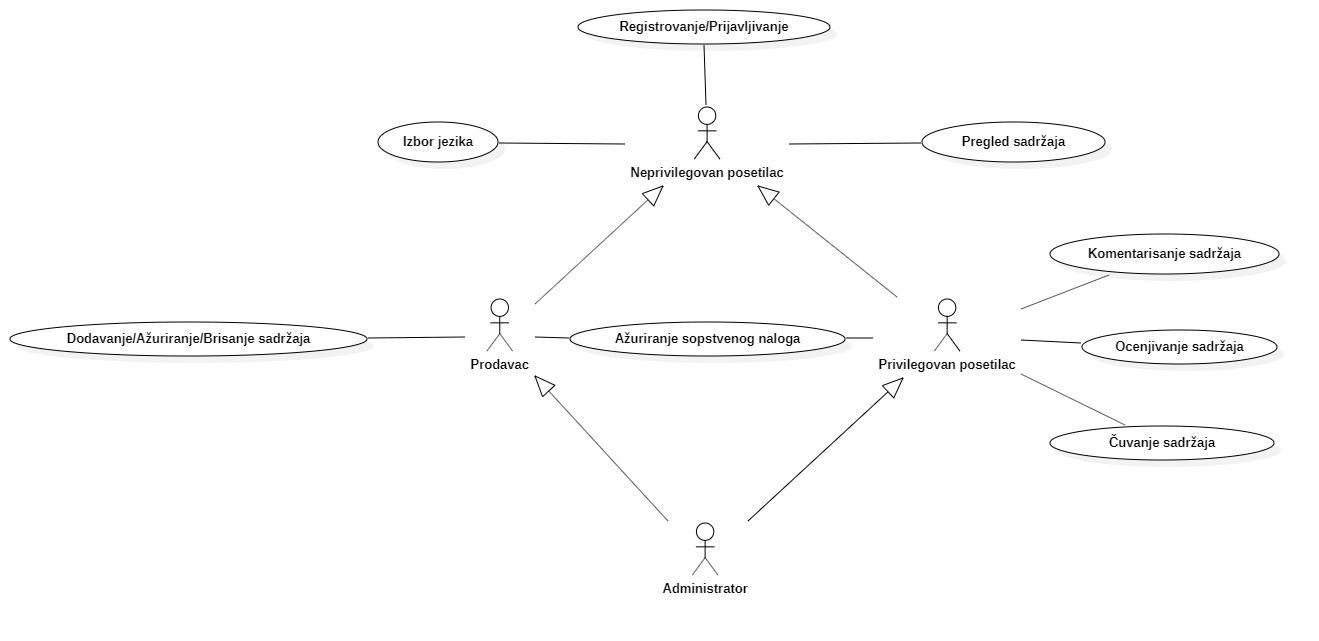 Registrovanje/Prijavljivanje
Izbor jezika
Pregled sadržaja
Neprivilegovan posetilac
Komentarisanje sadržaja
Dodavanje/Ažuriranje/Brisanje sadržaja
Ažuriranje sopstvenog naloga
Ocenjivanje sadržaja
Prodavac
Privilegovan posetilac
Čuvanje sadržaja
Administrator